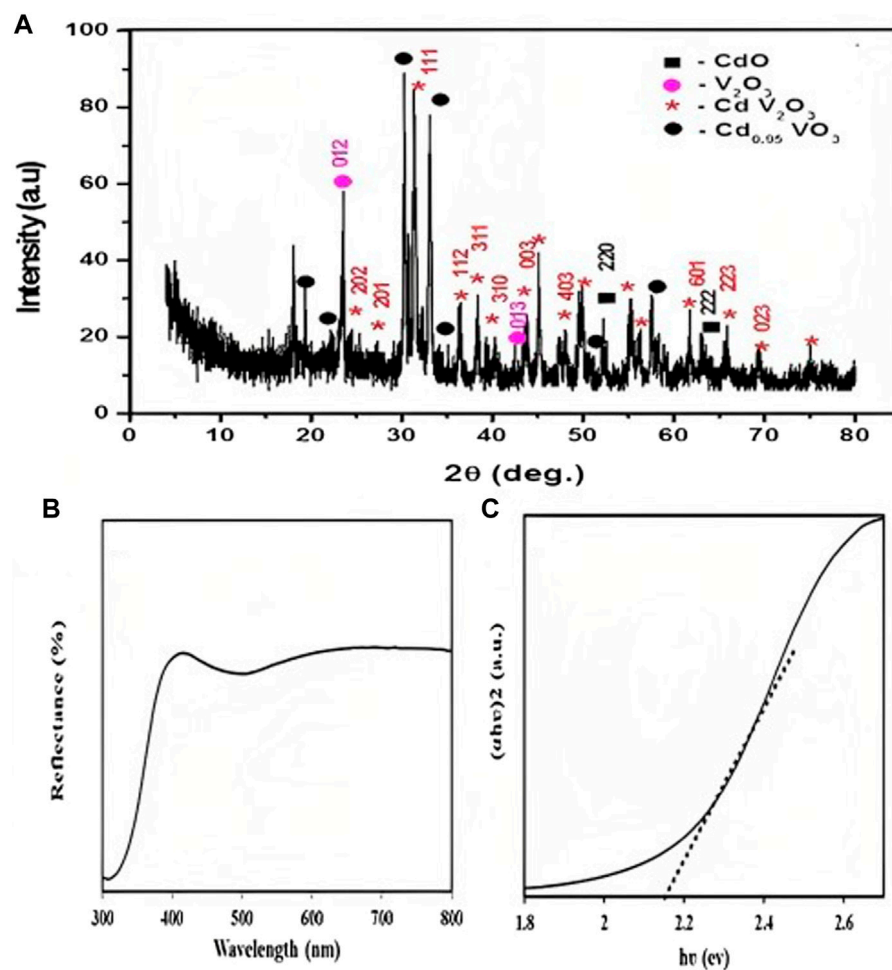 A
Intensity (a.u)
100
80
60
40
20
0
0 10 20 30 40 50 60 70 80
2θ (deg.)
- CdO
- V₂O₃
* - Cd V₂O₃
- Cd₀.₉₅ VO₃
012
202
201
111
112
311
310
013
003
403
220
601
222
223
023
B
Reflectance (%)
300 400 500 600 700 800
Wavelength (nm)
C
(αhν)2 (a.u.)
1.8 2 2.2 2.4 2.6
hν (ev)